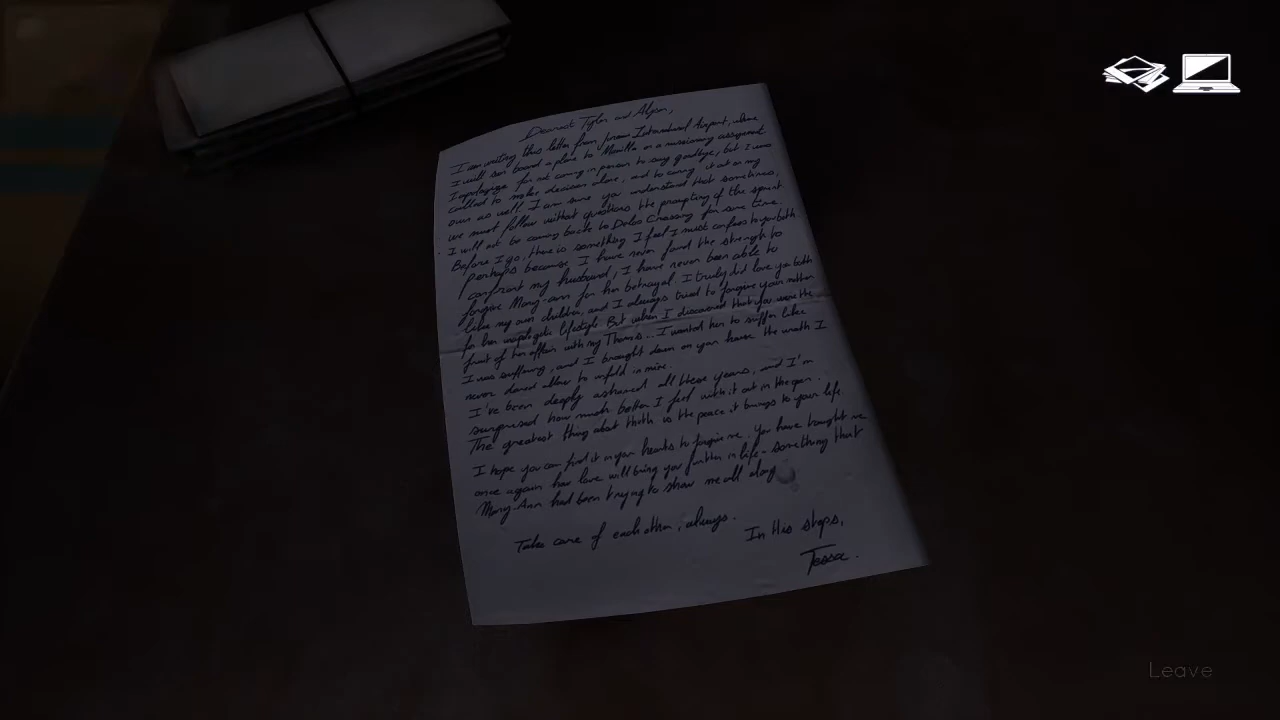 Dearest Tyler and Alyson,
I am writing this letter from Juneau International Airport, where
I will soon board a plane to Manilla on a missionary assignment.
I apologize for not coming in person to say goodbye, but I was
called to make decision alone, and to carry it out on my
own as well. I am sure you understand that sometimes,
we must follow without questions the prompting of the spirit.
I will not be coming back to Delos Crossing for some time.
Before I go, there is something I feel I must confess to you both.
perhaps because I have never found the strength to
confront my husband, I have never been able to
forgive Mary-ann for her betrayal. I truly did love you both
like my own children, and I always tried to forgive your mother
for her unapologetic lifestyle. But when I discovered that you were the
fruit of her affair with my Thomas... I wanted her to suffer like
I was suffering, and I brought down on your house the wrath I
never dared allow to unfold in mine.
I've been deeply ashamed all these years, and I'm
surprised how much better I feel with it out in the open.
The greatest thing about truth is the peace it brings to your life.
I hope you can find it in your hearts to forgive me. You have taught me
once again how love will bring you further in life - something that
Mary-Ann had been trying to show me all along
Take care of each other, always.
In His steps,
Tessa.
Leave